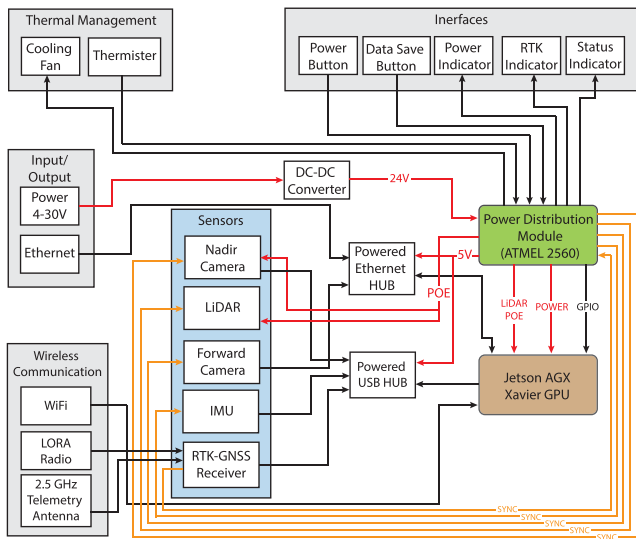 Thermal Management
Cooling
Fan
Thermister
Inerfaces
Power
Button
Data Save
Button
Power
Indicator
RTK
Indicator
Status
Indicator
Input/
Output
Power
4-30V
Ethernet
DC-DC
Converter
24V
Power Distribution
Module
(ATMEL 2560)
Sensors
Nadir
Camera
LiDAR
Forward
Camera
IMU
RTK-GNSS
Receiver
Powered
Ethernet
HUB
5V
POE
LiDAR
POE
POWER
GPIO
Powered
USB HUB
Jetson AGX
Xavier GPU
Wireless
Communication
WiFi
LORA
Radio
2.5 GHz
Telemetry
Antenna
SYNC
SYNC
SYNC
SYNC